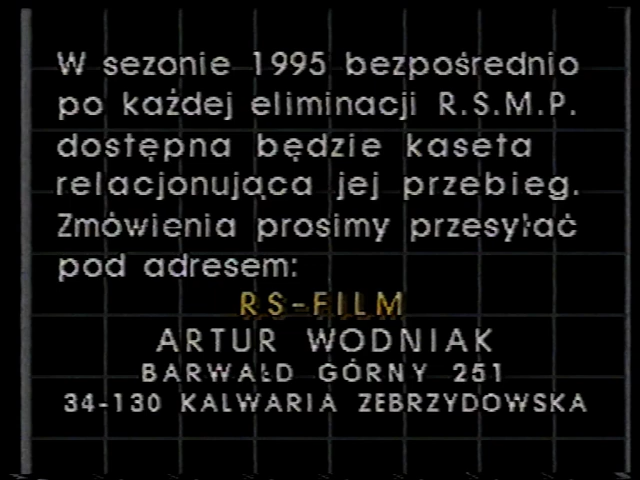 W sezonie 1995 bezpośrednio
po każdej eliminacji R.S.M.P.
dostępna będzie kaseta
relacjonująca jej przebieg.
Zmówienia prosimy przesyłać
pod adresem:
RS-FILM
ARTUR WODNIAK
BARWAŁD GÓRNY 251
34-130 KALWARIA ZEBRZYDOWSKA